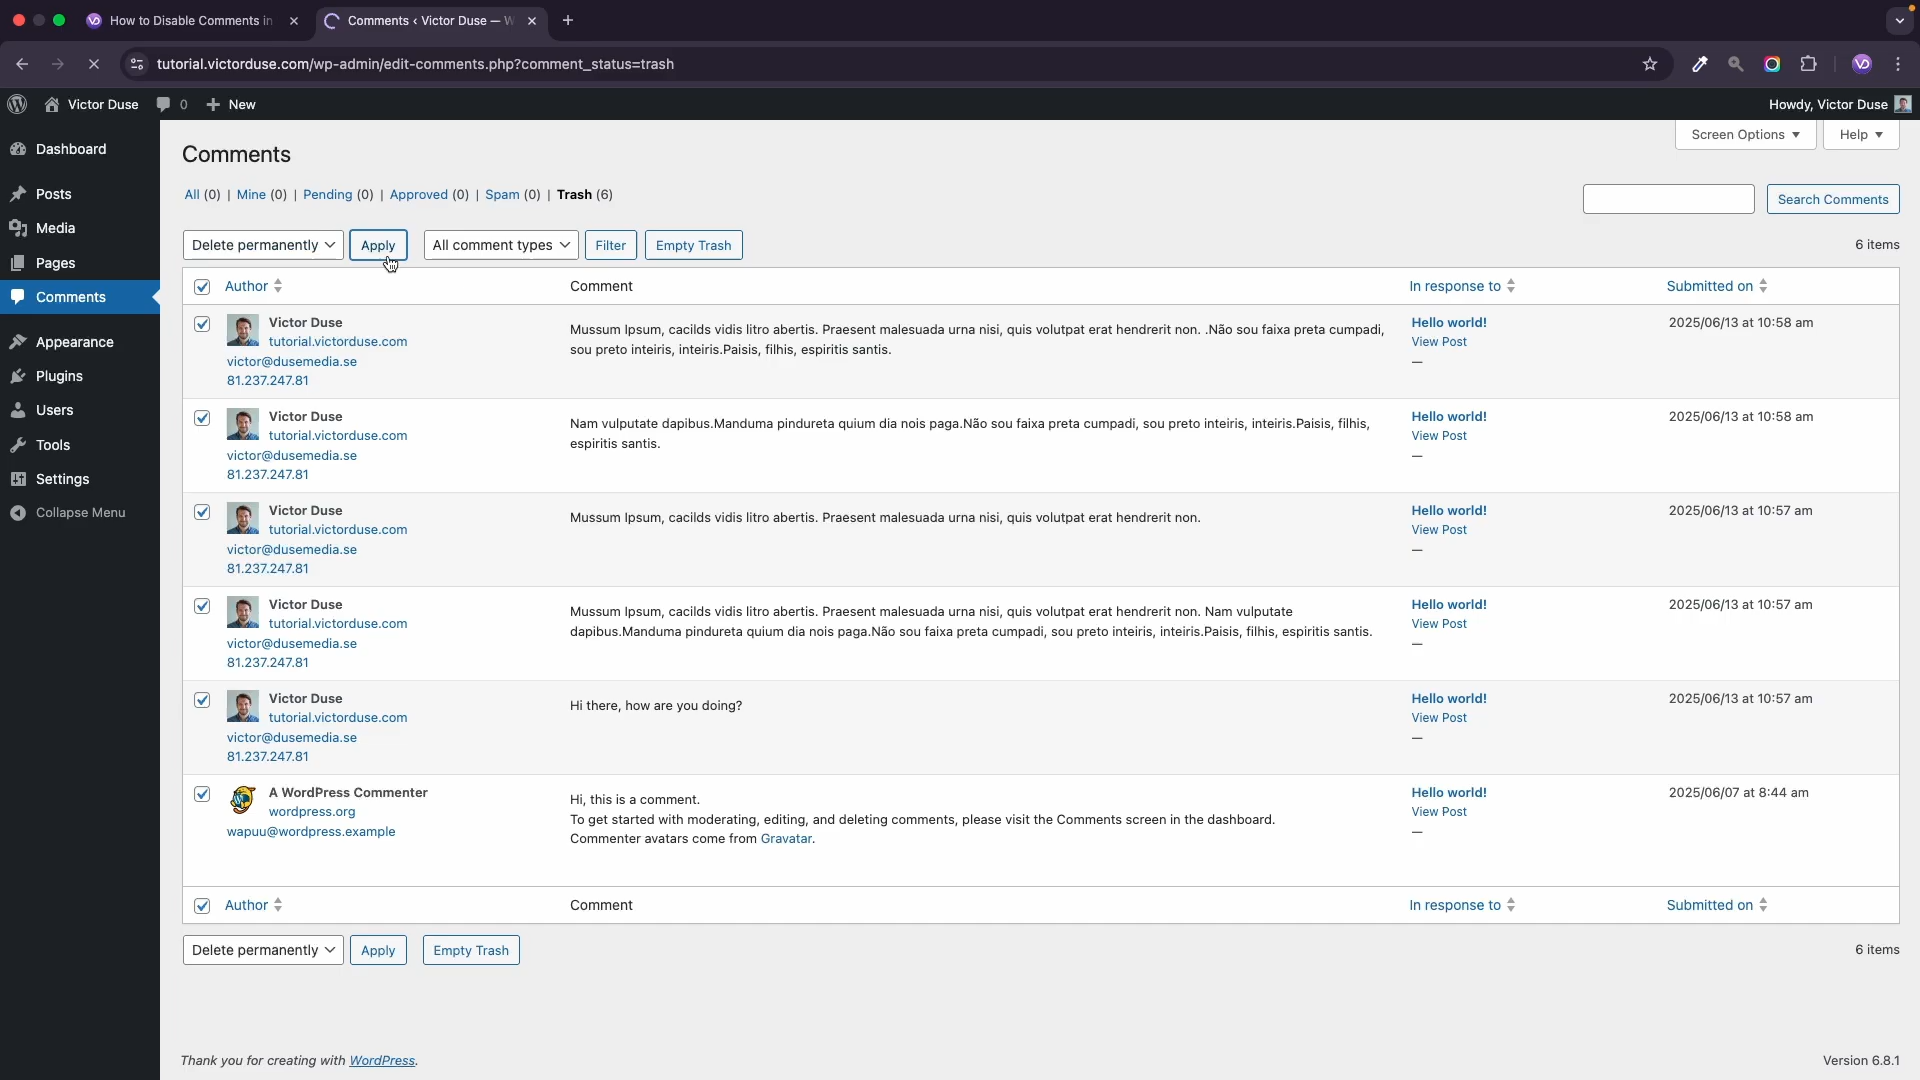 How to Disable Comments in
Comments ‹ Victor Duse — W
tutorial.victorduse.com/wp-admin/edit-comments.php?comment_status=trash
Victor Duse 0 New
Howdy, Victor Duse
Dashboard
Posts
Media
Pages
Comments
Appearance
Plugins
Users
Tools
Settings
Collapse Menu
Screen Options Help
Comments
All (0) | Mine (0) | Pending (0) | Approved (0) | Spam (0) | Trash (6)
Search Comments
Delete permanently Apply All comment types Filter Empty Trash 6 items
Author Comment In response to Submitted on
Victor Duse
tutorial.victorduse.com
victor@dusemedia.se
81.237.247.81
Mussum Ipsum, cacilds vidis litro abertis. Praesent malesuada urna nisi, quis volutpat erat hendrerit non. .Não sou faixa preta cumpadi,
sou preto inteiris, inteiris.Paisis, filhis, espiritis santis.
Hello world!
View Post
—
2025/06/13 at 10:58 am
Victor Duse
tutorial.victorduse.com
victor@dusemedia.se
81.237.247.81
Nam vulputate dapibus.Manduma pindureta quium dia nois paga.Não sou faixa preta cumpadi, sou preto inteiris, inteiris.Paisis, filhis,
espiritis santis.
Hello world!
View Post
—
2025/06/13 at 10:58 am
Victor Duse
tutorial.victorduse.com
victor@dusemedia.se
81.237.247.81
Mussum Ipsum, cacilds vidis litro abertis. Praesent malesuada urna nisi, quis volutpat erat hendrerit non.
Hello world!
View Post
—
2025/06/13 at 10:57 am
Victor Duse
tutorial.victorduse.com
victor@dusemedia.se
81.237.247.81
Mussum Ipsum, cacilds vidis litro abertis. Praesent malesuada urna nisi, quis volutpat erat hendrerit non. Nam vulputate
dapibus.Manduma pindureta quium dia nois paga.Não sou faixa preta cumpadi, sou preto inteiris, inteiris.Paisis, filhis, espiritis santis.
Hello world!
View Post
—
2025/06/13 at 10:57 am
Victor Duse
tutorial.victorduse.com
victor@dusemedia.se
81.237.247.81
Hi there, how are you doing?
Hello world!
View Post
—
2025/06/13 at 10:57 am
A WordPress Commenter
wordpress.org
wapuu@wordpress.example
Hi, this is a comment.
To get started with moderating, editing, and deleting comments, please visit the Comments screen in the dashboard.
Commenter avatars come from Gravatar.
Hello world!
View Post
—
2025/06/07 at 8:44 am
Author Comment In response to Submitted on
Delete permanently Apply Empty Trash 6 items
Thank you for creating with WordPress.
Version 6.8.1